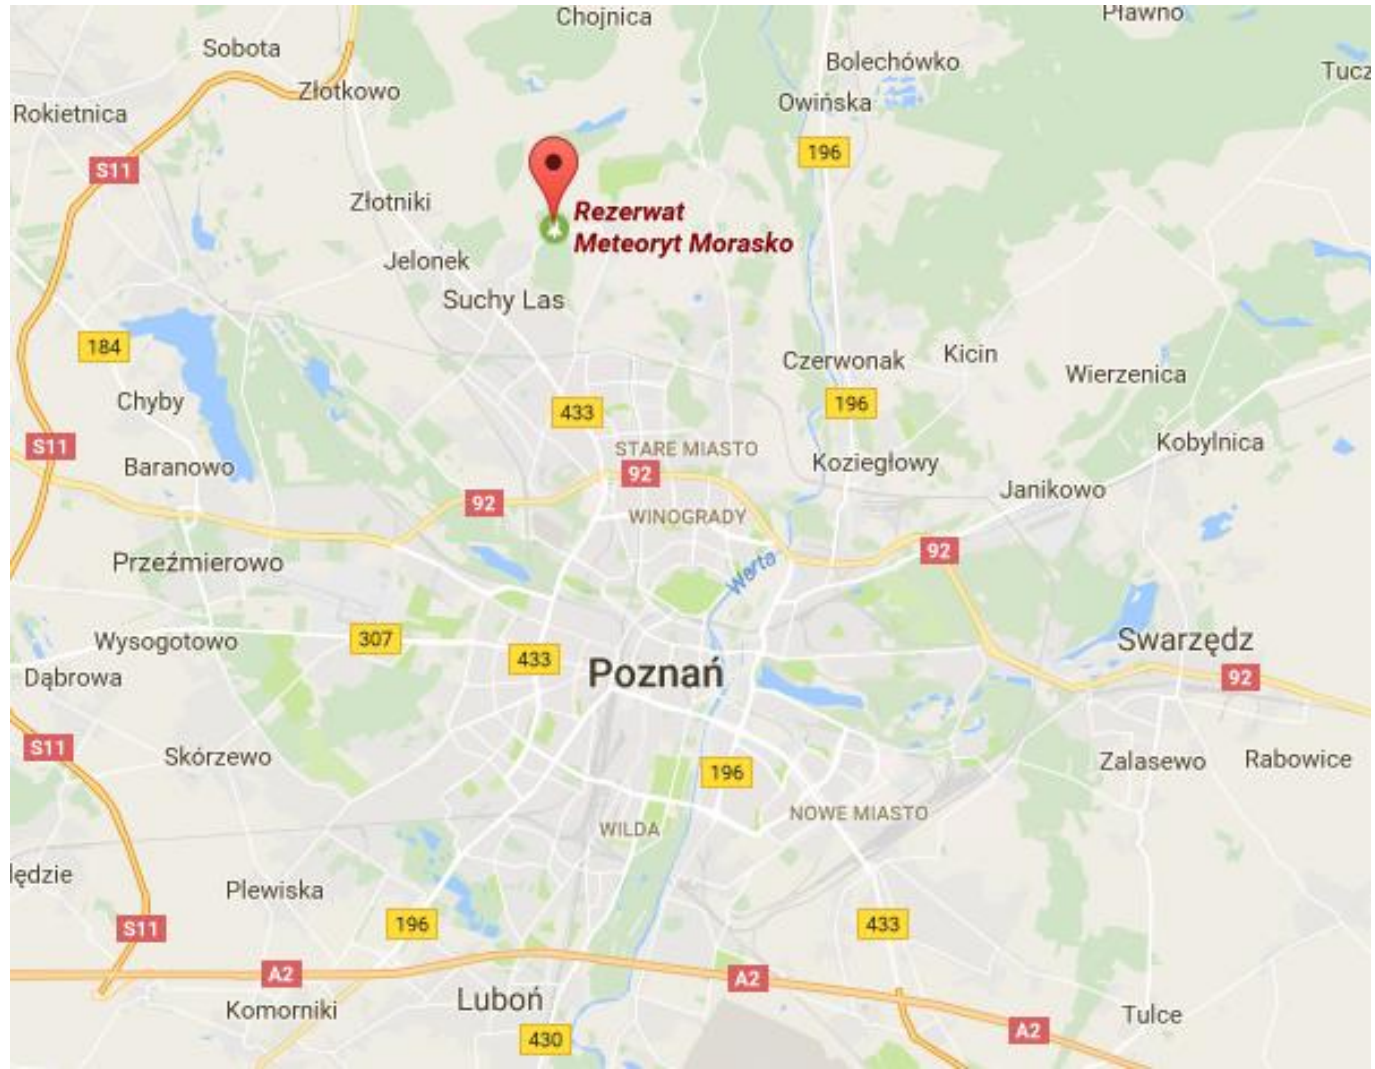 Chojnica
Pławno
Sobota
Bolechówko
Tucz
Złotkowo
Owińska
Rokietnica
196
S11
Złotniki
Rezerwat
Meteoryt Morasko
Jelonek
Suchy Las
184
Czerwonak
Kicin
Wierzenica
Chyby
433
196
S11
STARE MIASTO
Kobylnica
Baranowo
92
Koziegłowy
Janikowo
92
WINOGRADY
92
Przeźmierowo
Warta
Wysogotowo
307
Swarzędz
433
Poznań
Dąbrowa
92
S11
Skórzewo
Zalasewo
Rabowice
196
NOWE MIASTO
WILDA
lędzie
Plewiska
196
433
S11
A2
A2
Luboń
Komorniki
Tulce
A2
430